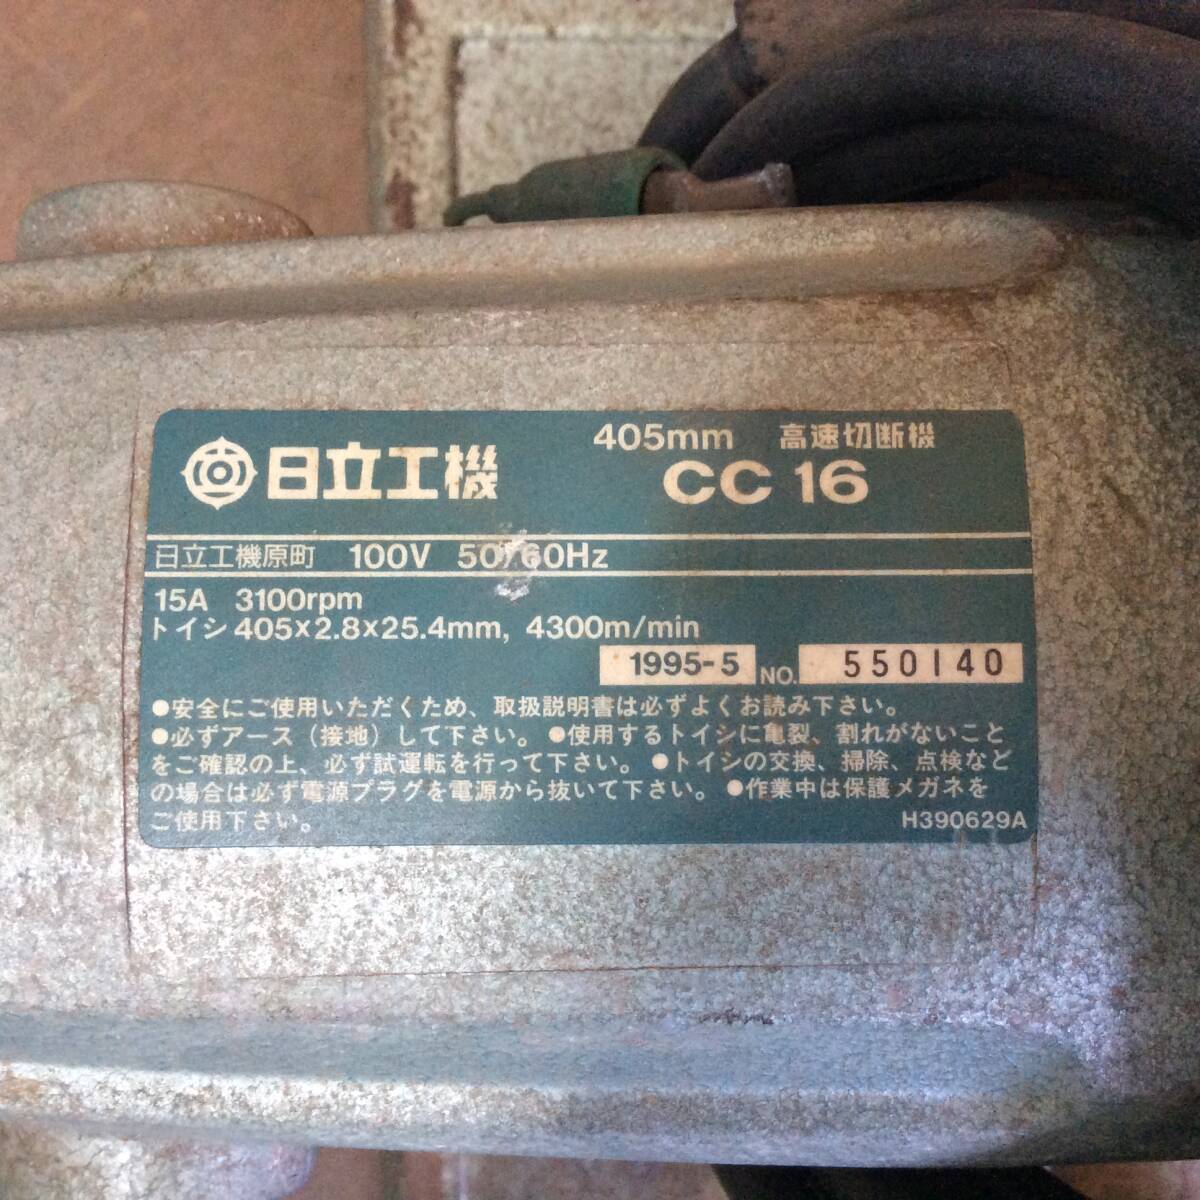 日立工機
405mm 高速切断機
CC 16
日立工機原町 100V 50/60Hz
15A 3100rpm
トイシ 405×2.8×25.4mm, 4300m/min
1995-5 NO. 550140
●安全にご使用いただくため、取扱説明書は必ずよくお読み下さい。
●必ずアース（接地）して下さい。●使用するトイシに亀裂、割れがないこと
をご確認の上、必ず試運転を行って下さい。●トイシの交換、掃除、点検など
の場合は必ず電源プラグを電源から抜いて下さい。●作業中は保護メガネを
ご使用下さい。
H390629A